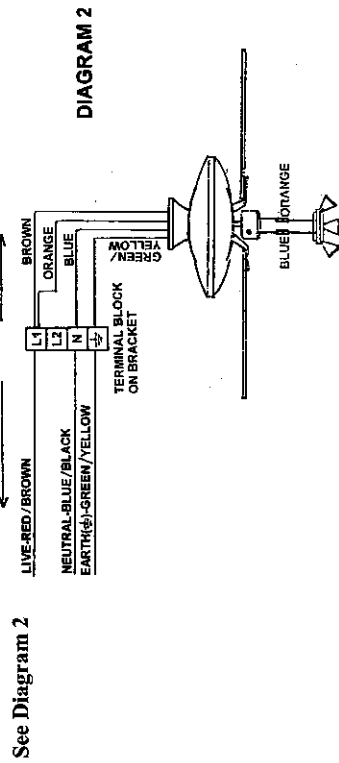 See Diagram 2
DIAGRAM 2
LIVE-RED/BROWN
NEUTRAL-BLUE/BLACK
EARTH(⏚)-GREEN/YELLOW
L1
L2
N
⏚
TERMINAL BLOCK
ON BRACKET
BROWN
ORANGE
BLUE
GREEN/
YELLOW
BLUE
ORANGE